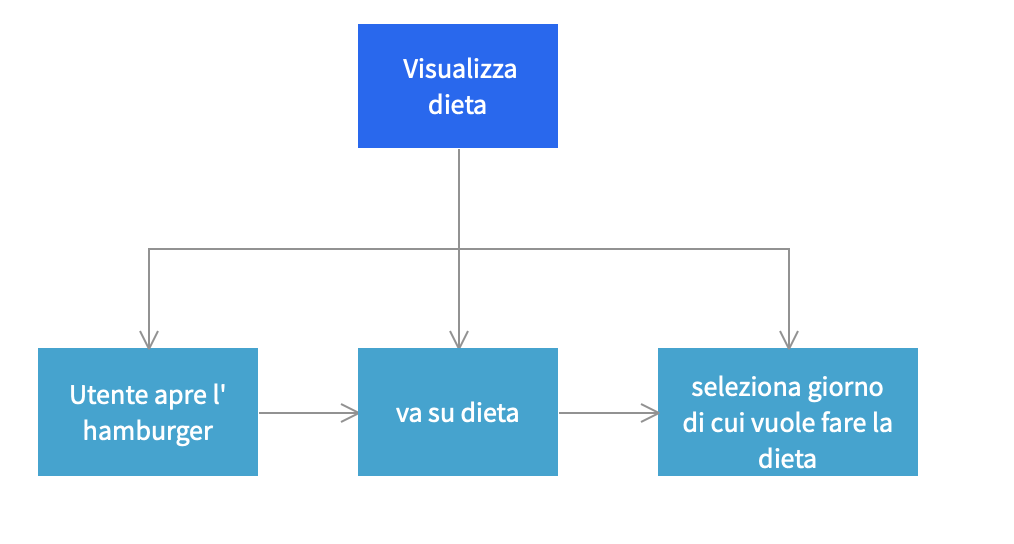 Visualizza
dieta
Utente apre l'
hamburger
va su dieta
seleziona giorno
di cui vuole fare la
dieta